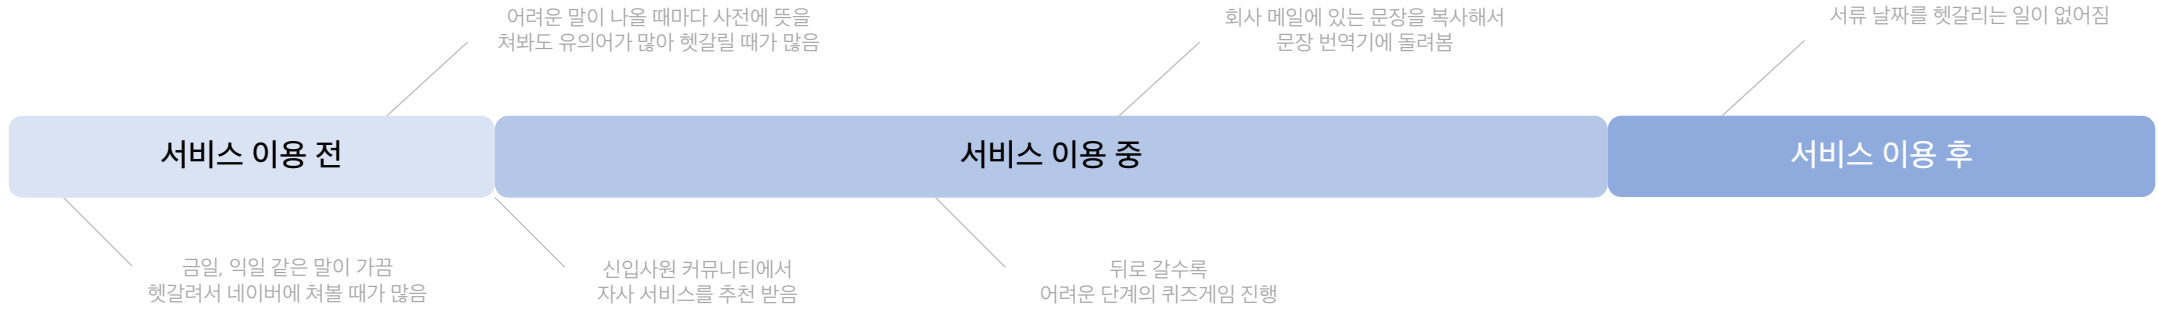 어려운 말이 나올 때마다 사전에 뜻을
쳐봐도 유의어가 많아 헷갈릴 때가 많음
회사 메일에 있는 문장을 복사해서
문장 번역기에 돌려봄
서류 날짜를 헷갈리는 일이 없어짐
서비스 이용 전
서비스 이용 중
서비스 이용 후
금일, 익일 같은 말이 가끔
헷갈려서 네이버에 쳐볼 때가 많음
신입사원 커뮤니티에서
자사 서비스를 추천 받음
뒤로 갈수록
어려운 단계의 퀴즈게임 진행